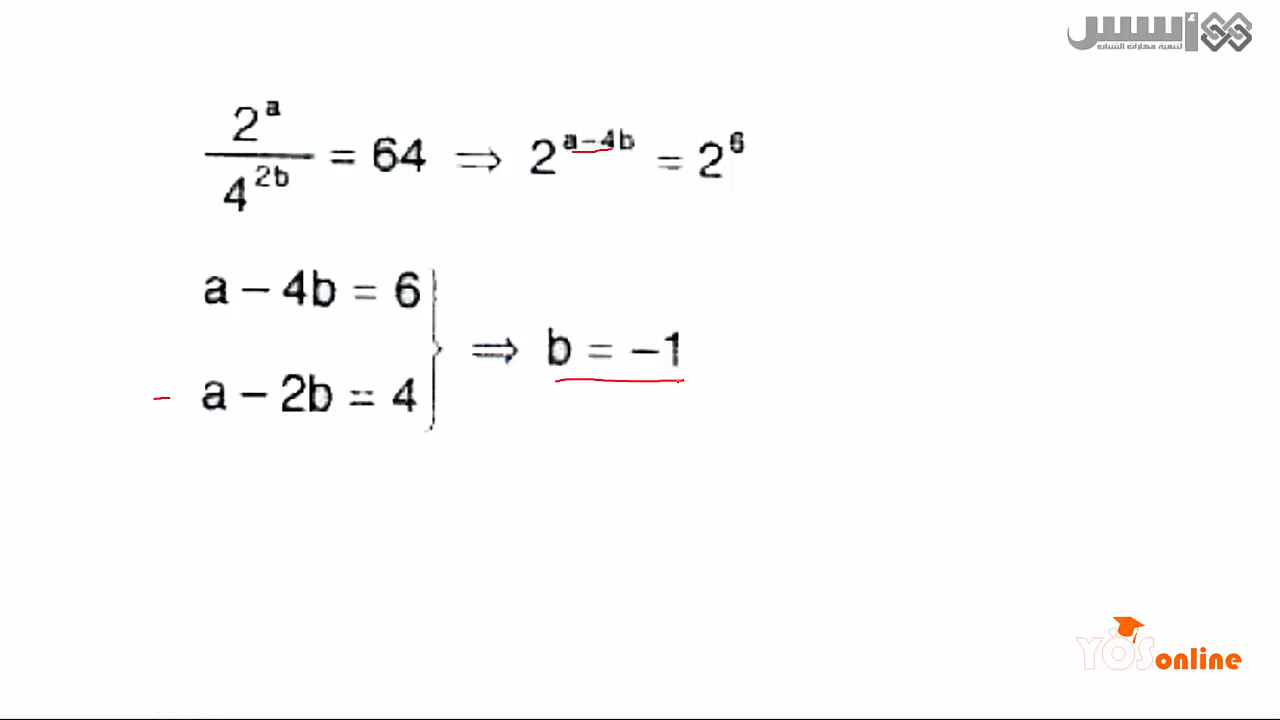 أسس
لتنمية مهارات الشباب
2^a / 4^{2b} = 64 ⇒ 2^{a−4b} = 2^6
a − 4b = 6
a − 2b = 4
⇒ b = −1
YÖS online